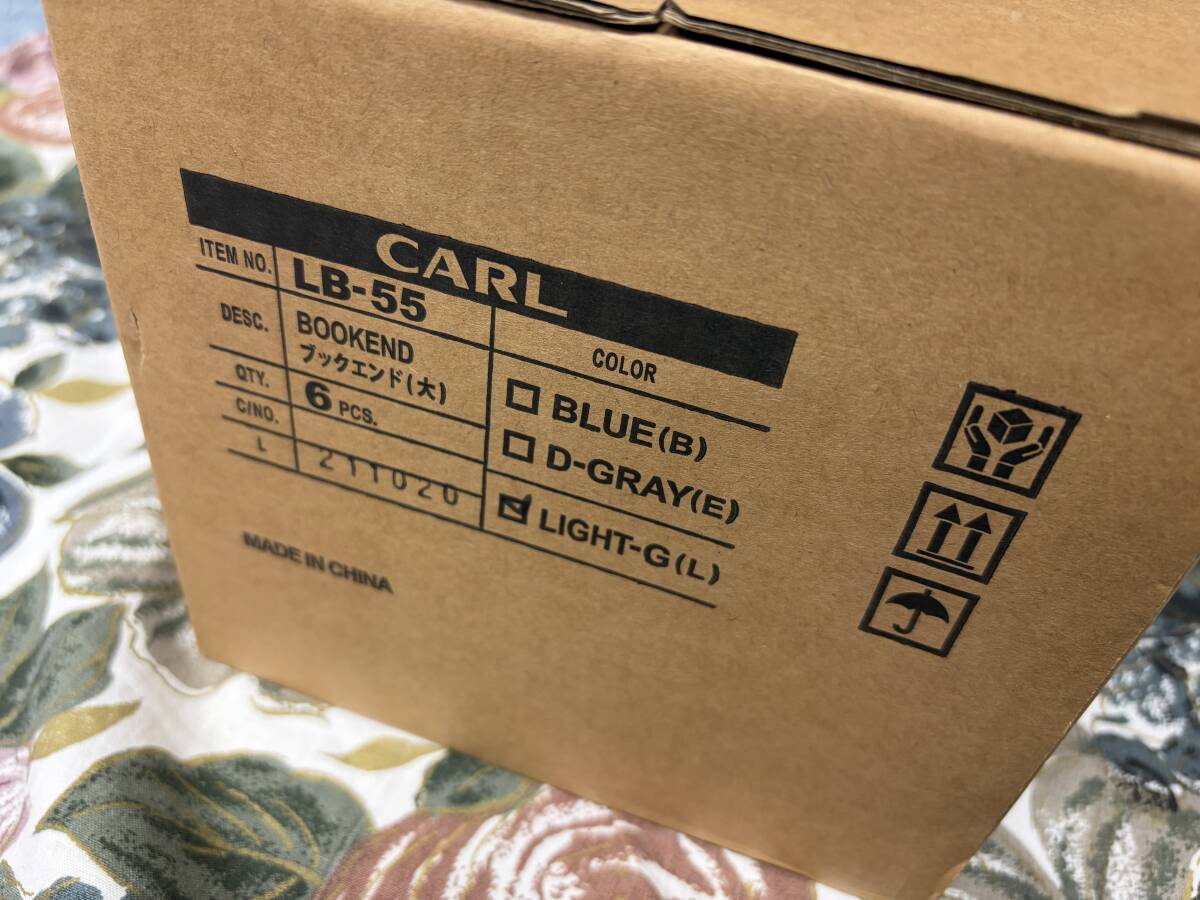 CARL
ITEM NO. LB-55
DESC. BOOKEND
ブックエンド(大)
QTY. 6 PCS.
C/NO.
L 211020
COLOR
BLUE(B)
D-GRAY(E)
LIGHT-G(L)
MADE IN CHINA